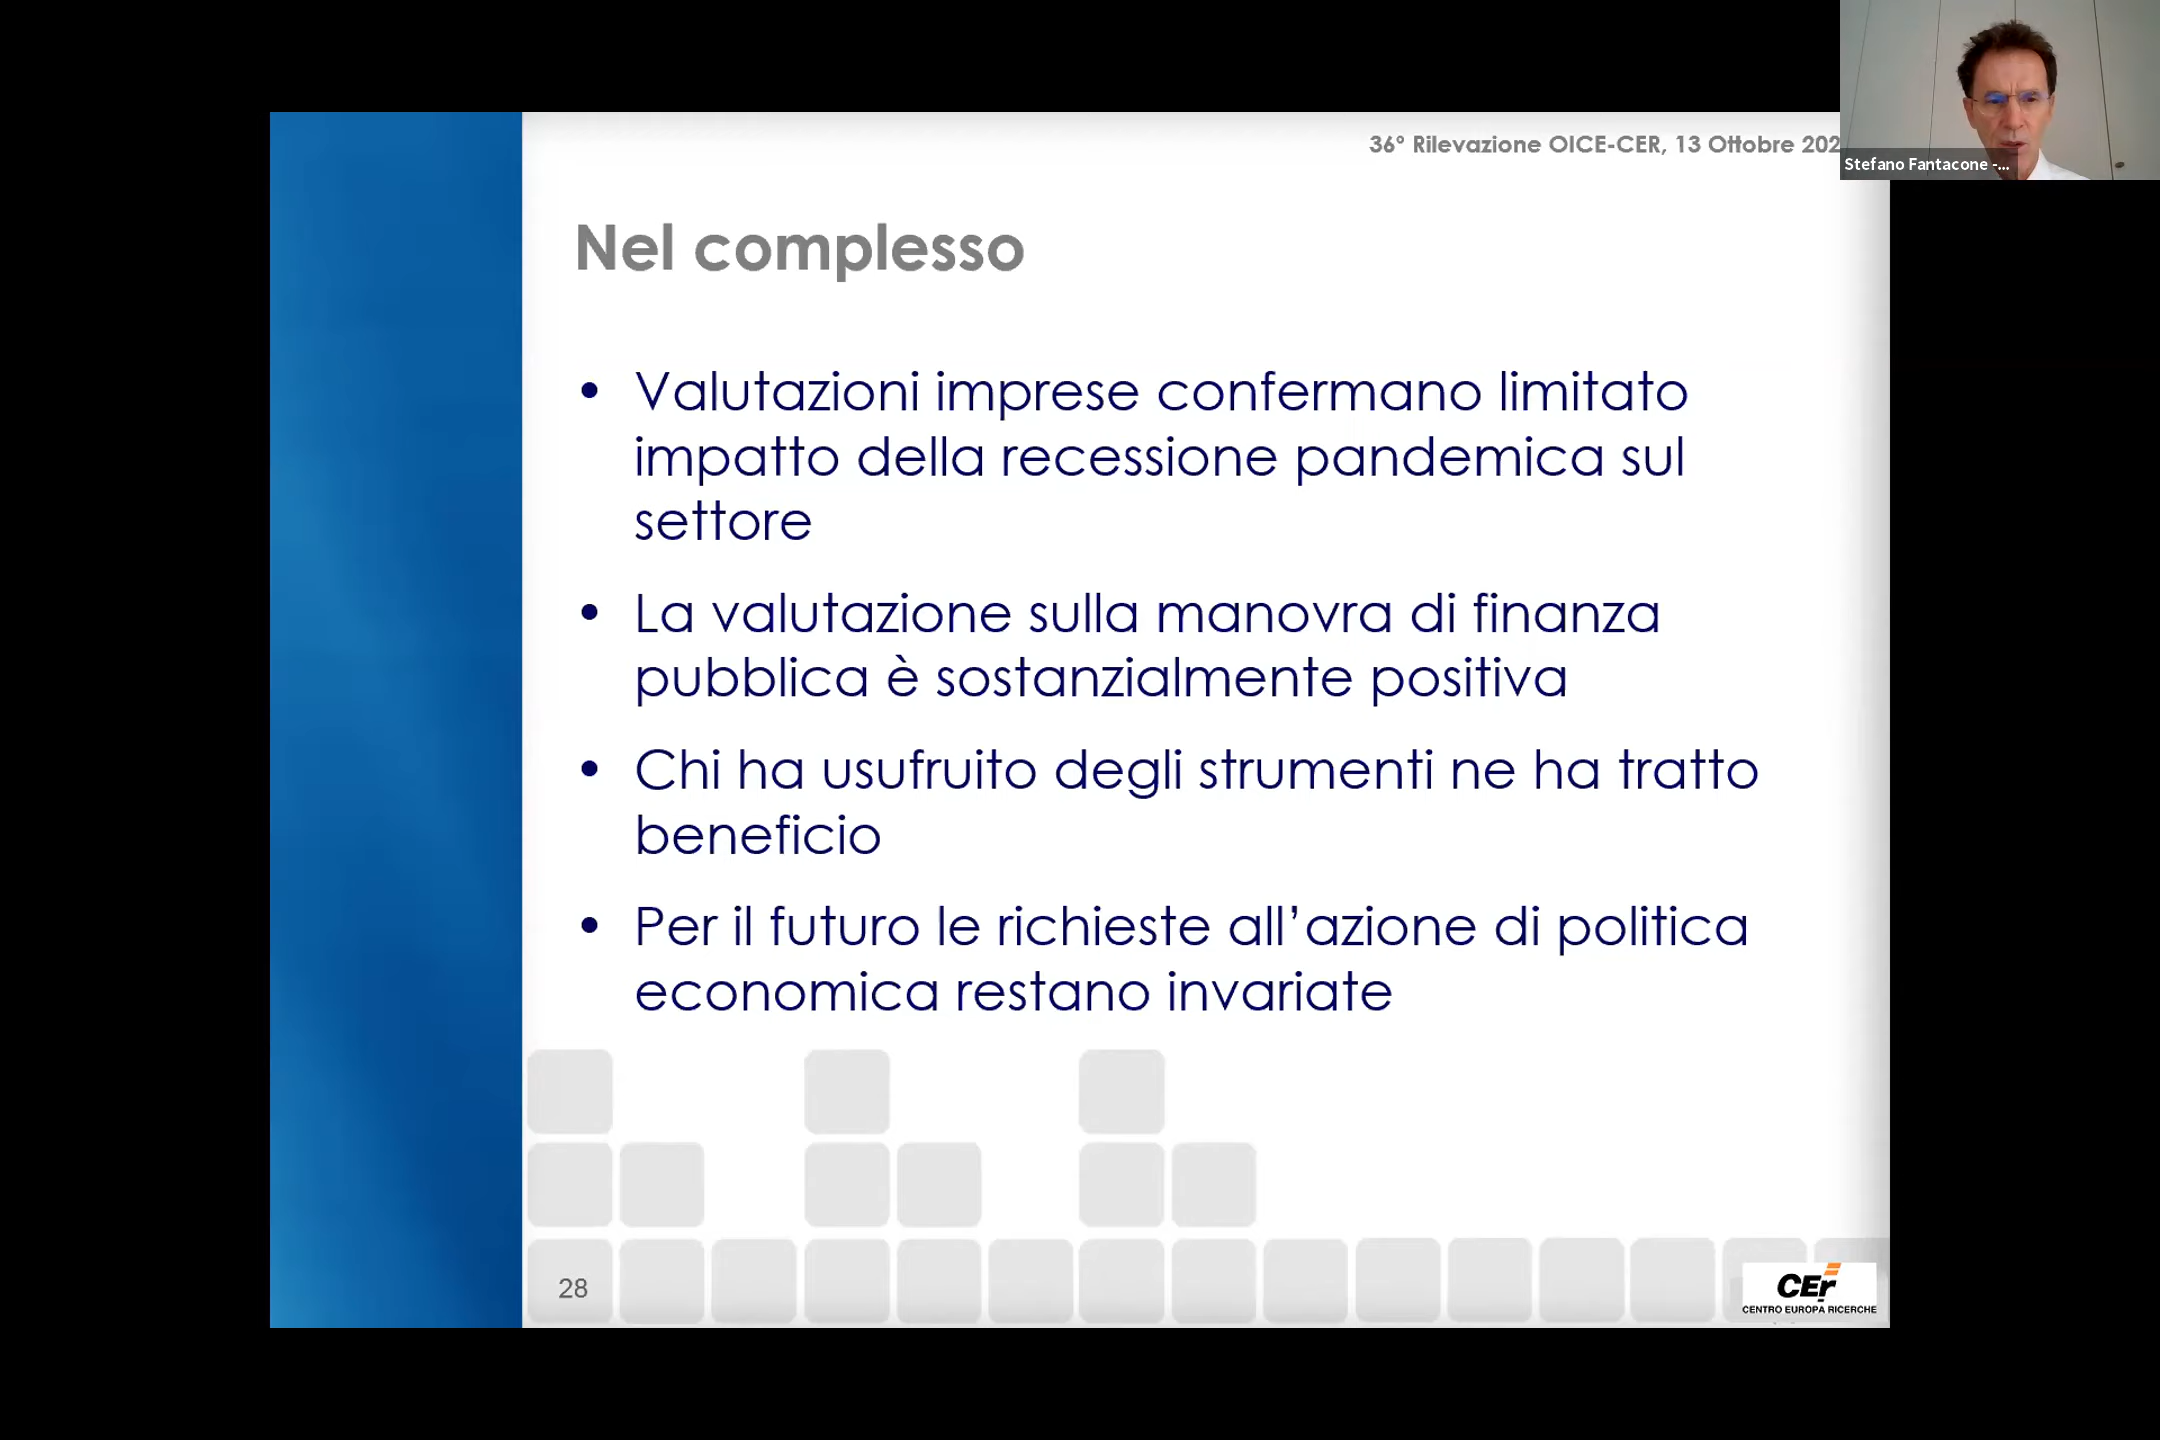 36° Rilevazione OICE-CER, 13 Ottobre 202
Stefano Fantacone -...
Nel complesso
• Valutazioni imprese confermano limitato
impatto della recessione pandemica sul
settore
• La valutazione sulla manovra di finanza
pubblica è sostanzialmente positiva
• Chi ha usufruito degli strumenti ne ha tratto
beneficio
• Per il futuro le richieste all’azione di politica
economica restano invariate
28
CEr
CENTRO EUROPA RICERCHE